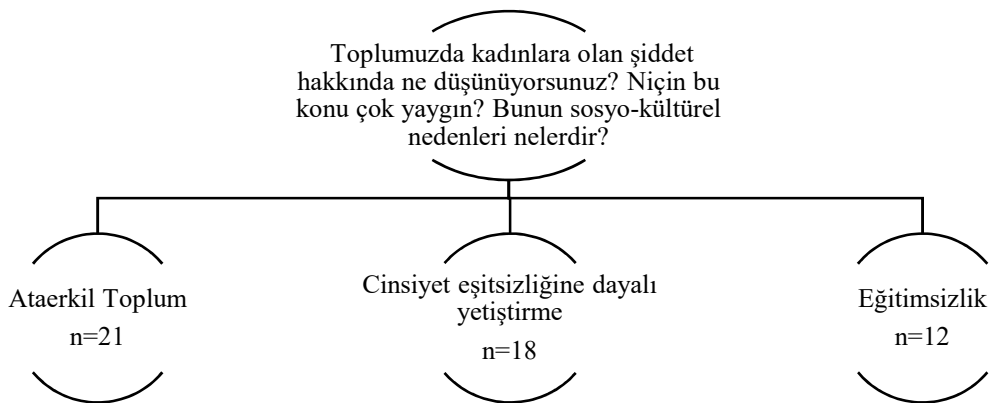 Toplumuzda kadınlara olan şiddet
hakkında ne düşünüyorsunuz? Niçin bu
konu çok yaygın? Bunun sosyo-kültürel
nedenleri nelerdir?
Ataerkil Toplum
n=21
Cinsiyet eşitsizliğine dayalı
yetiştirme
n=18
Eğitimsizlik
n=12